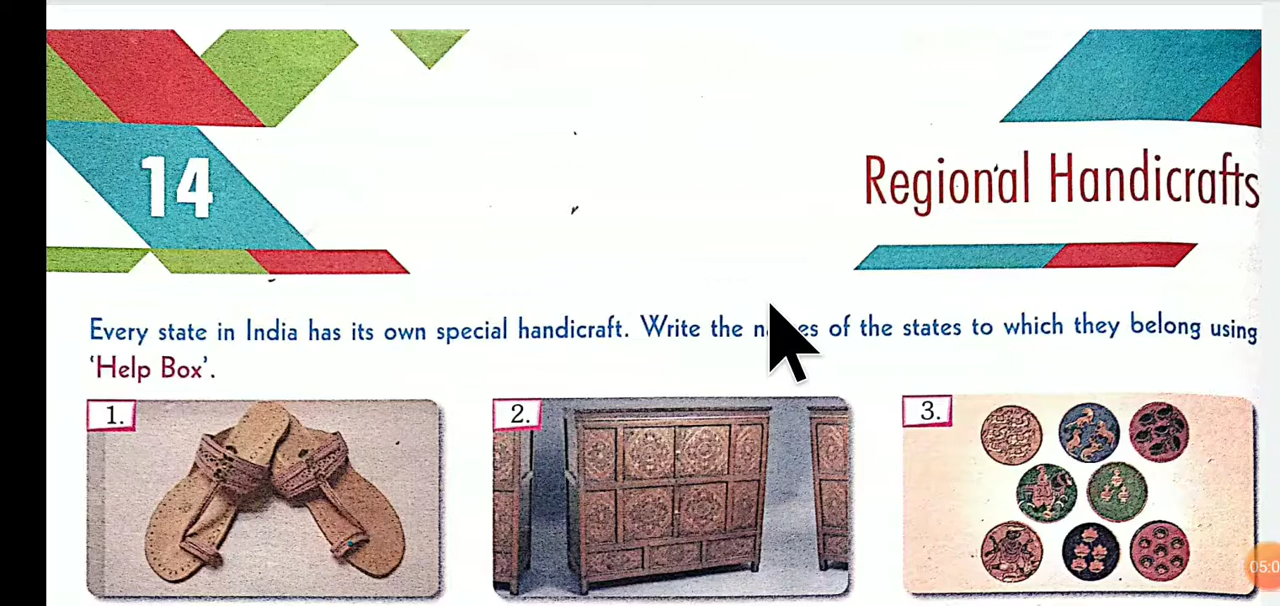 14
Regional Handicrafts
Every state in India has its own special handicraft. Write the names of the states to which they belong using
'Help Box'.
1.
2.
3.